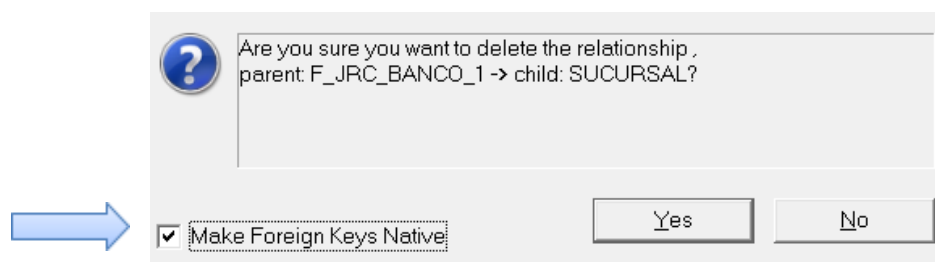 Are you sure you want to delete the relationship ,
parent: F_JRC_BANCO_1 -> child: SUCURSAL?
Make Foreign Keys Native
Yes
No